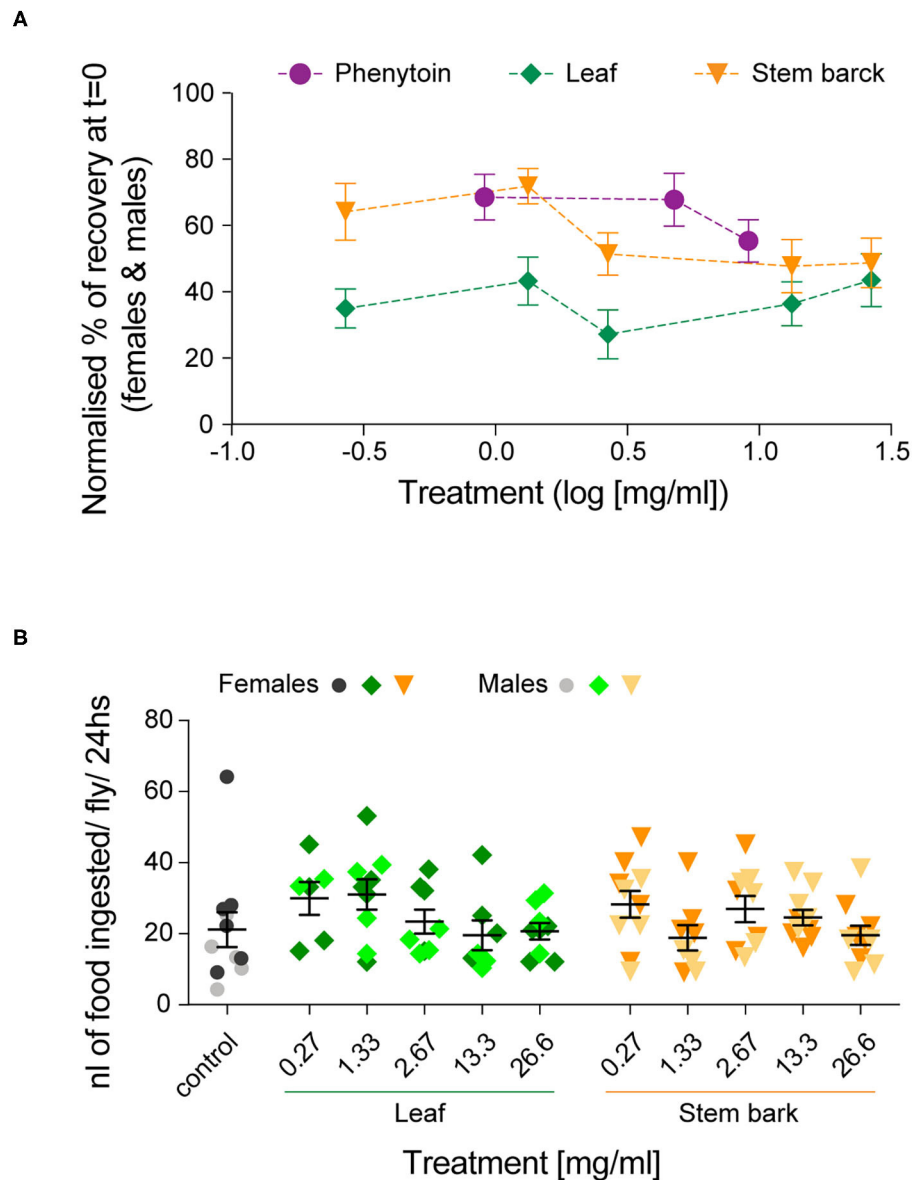 A
Phenytoin Leaf Stem barck
Normalised % of recovery at t=0
(females & males)
100
80
60
40
20
0
-1.0 -0.5 0.0 0.5 1.0 1.5
Treatment (log [mg/ml])
B
Females Males
nl of food ingested/ fly/ 24hs
80
60
40
20
0
control 0.27 1.33 2.67 13.3 26.6 0.27 1.33 2.67 13.3 26.6
Leaf Stem bark
Treatment [mg/ml]